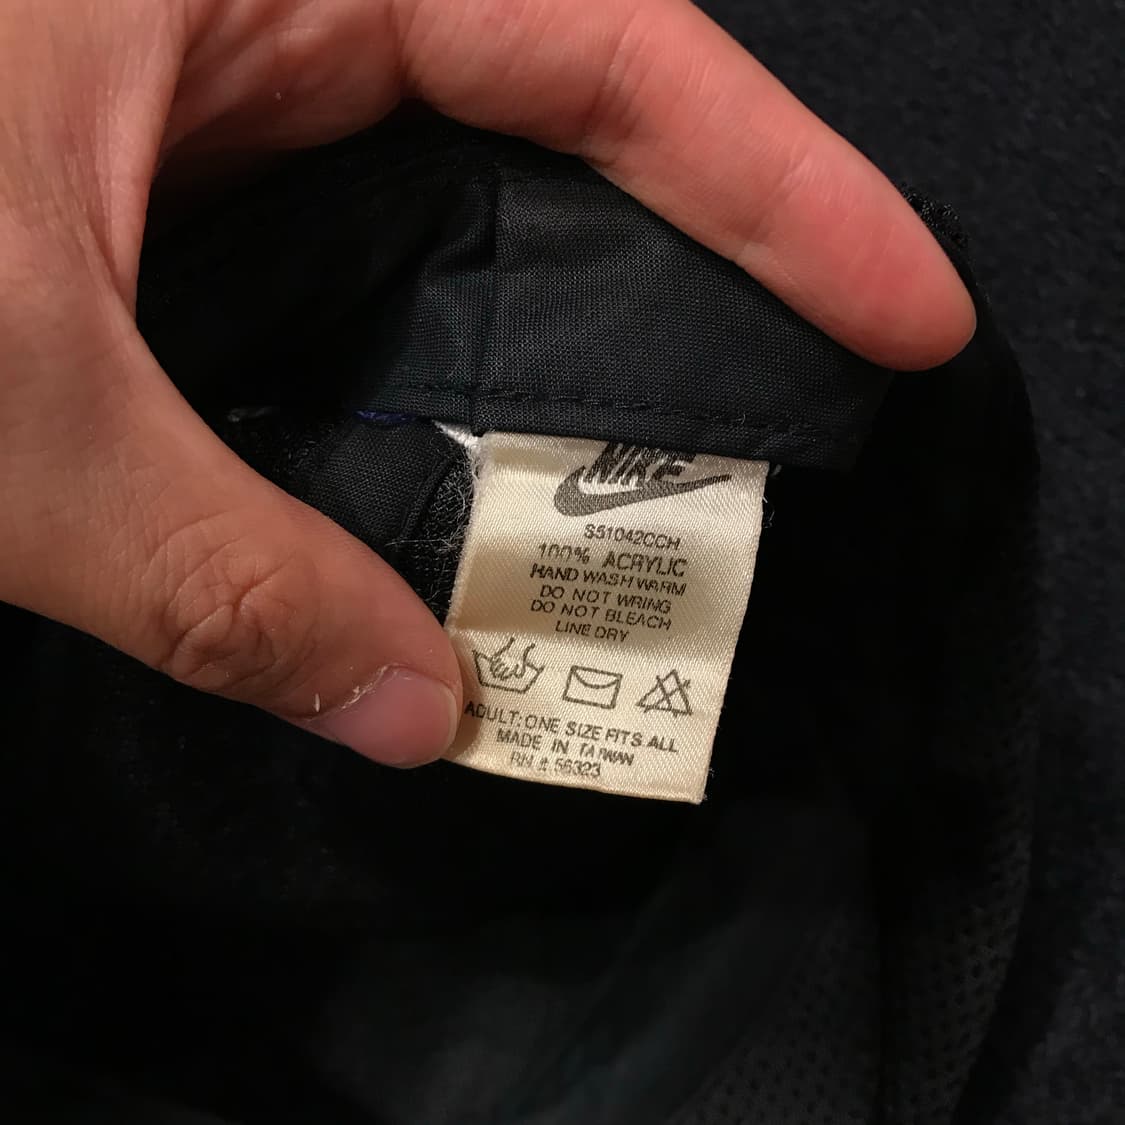 NIKE
S51042CCH
100% ACRYLIC
HAND WASH WARM
DO NOT WRING
DO NOT BLEACH
LINE DRY
ADULT: ONE SIZE FITS ALL
MADE IN TAIWAN
RN # 56323